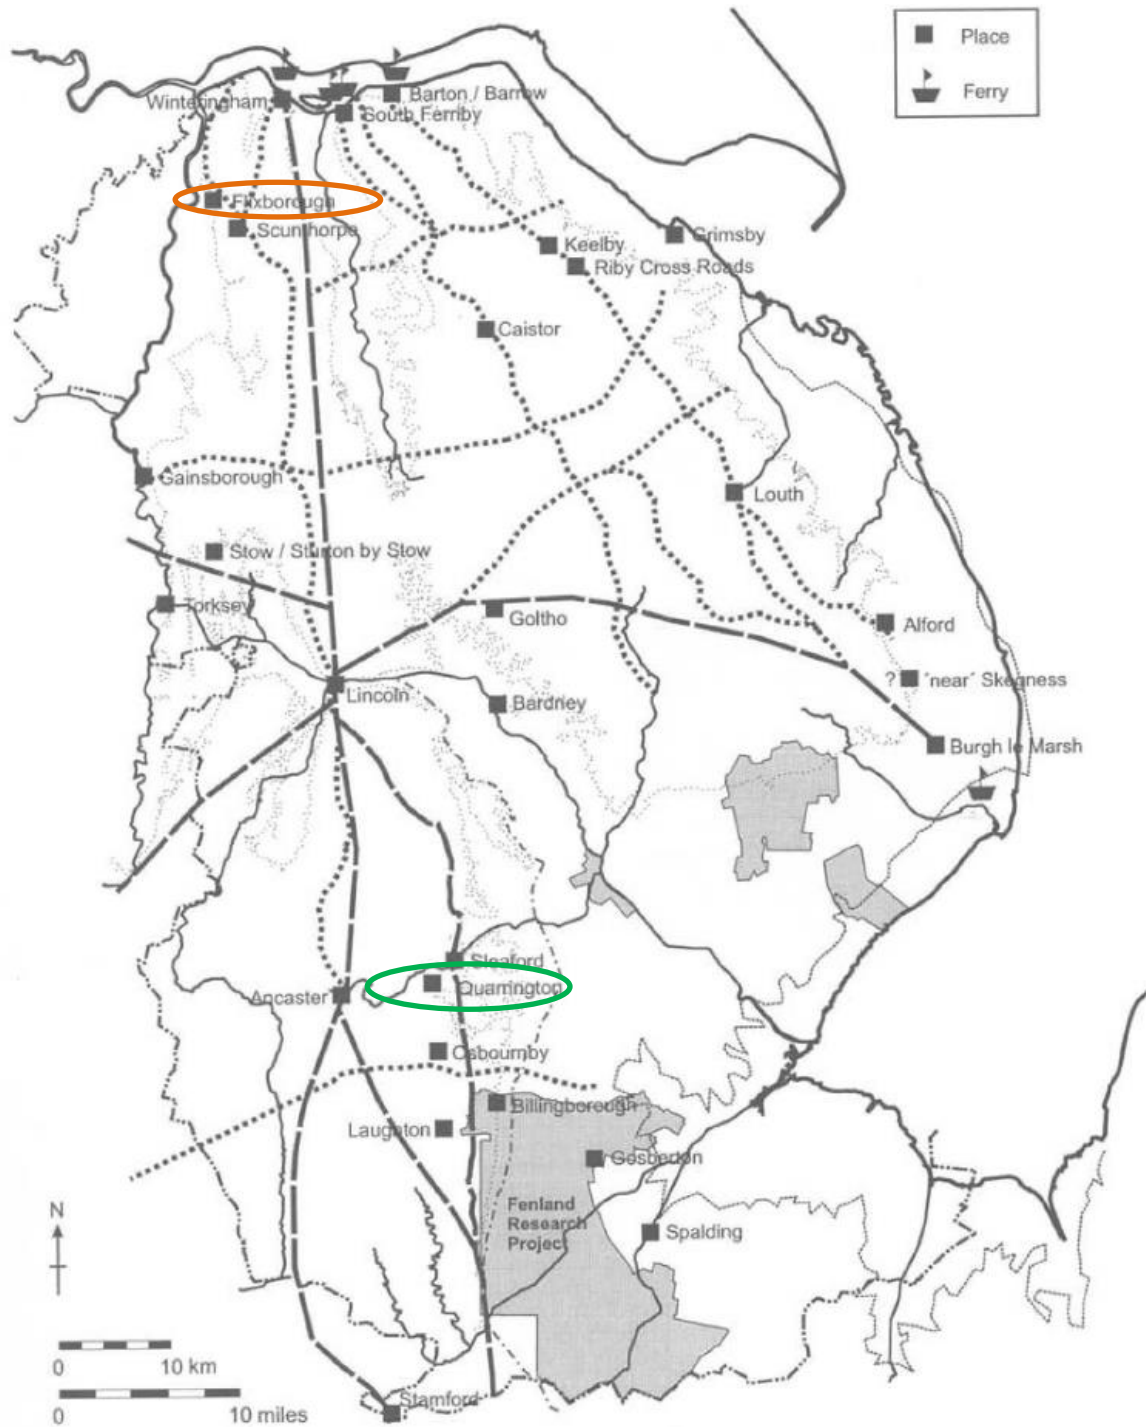 Place
Ferry
Winteringham
Barton / Barrow
South Ferriby
Flixborough
Scunthorpe
Grimsby
Keelby
Riby Cross Roads
Caistor
Gainsborough
Louth
Stow / Sturton by Stow
Torksey
Goltho
Alford
? 'near' Skegness
Lincoln
Bardney
Burgh le Marsh
Sleaford
Quarrington
Ancaster
Osbournby
Billingborough
Laughton
Gosberton
Fenland
Research
Project
Spalding
N
0 10 km
0 10 miles
Stamford